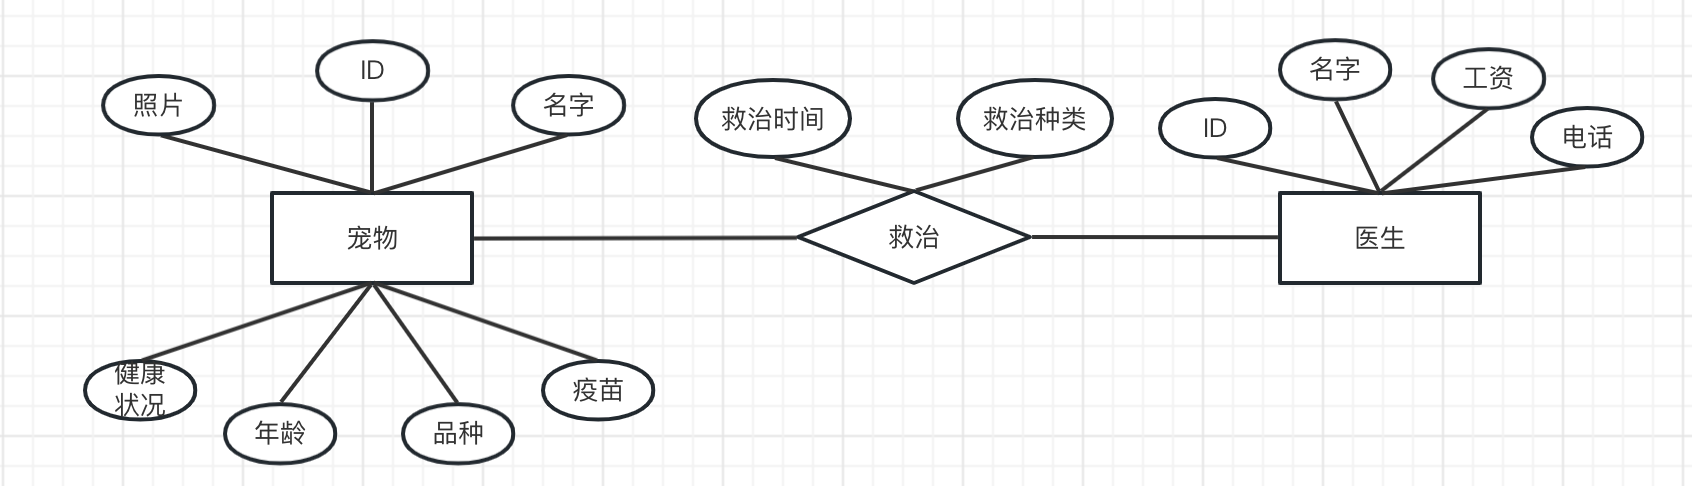 照片
ID
名字
救治时间
救治种类
ID
名字
工资
电话
宠物
救治
医生
健康
状况
年龄
品种
疫苗